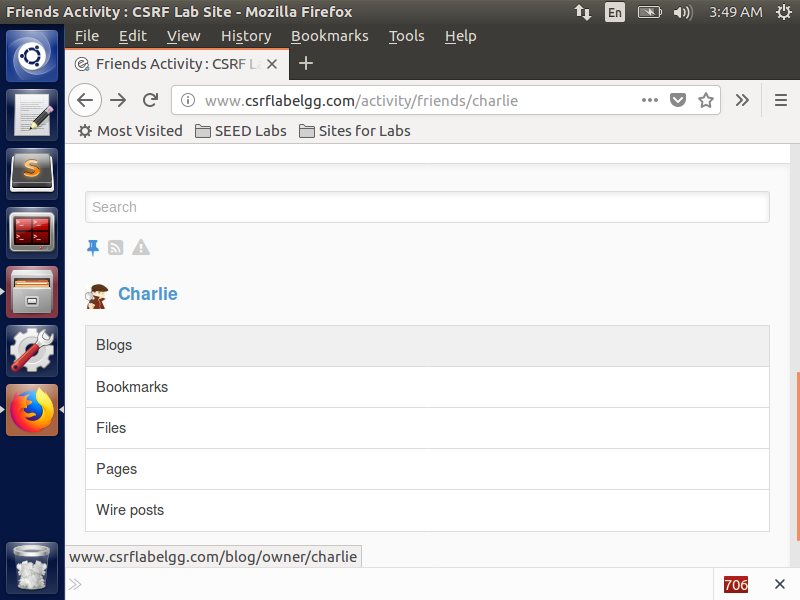 Friends Activity : CSRF Lab Site - Mozilla Firefox
En
3:49 AM
File Edit View History Bookmarks Tools Help
Friends Activity : CSRF L
www.csrflabelgg.com/activity/friends/charlie
Most Visited
SEED Labs
Sites for Labs
Search
Charlie
Blogs
Bookmarks
Files
Pages
Wire posts
www.csrflabelgg.com/blog/owner/charlie
706